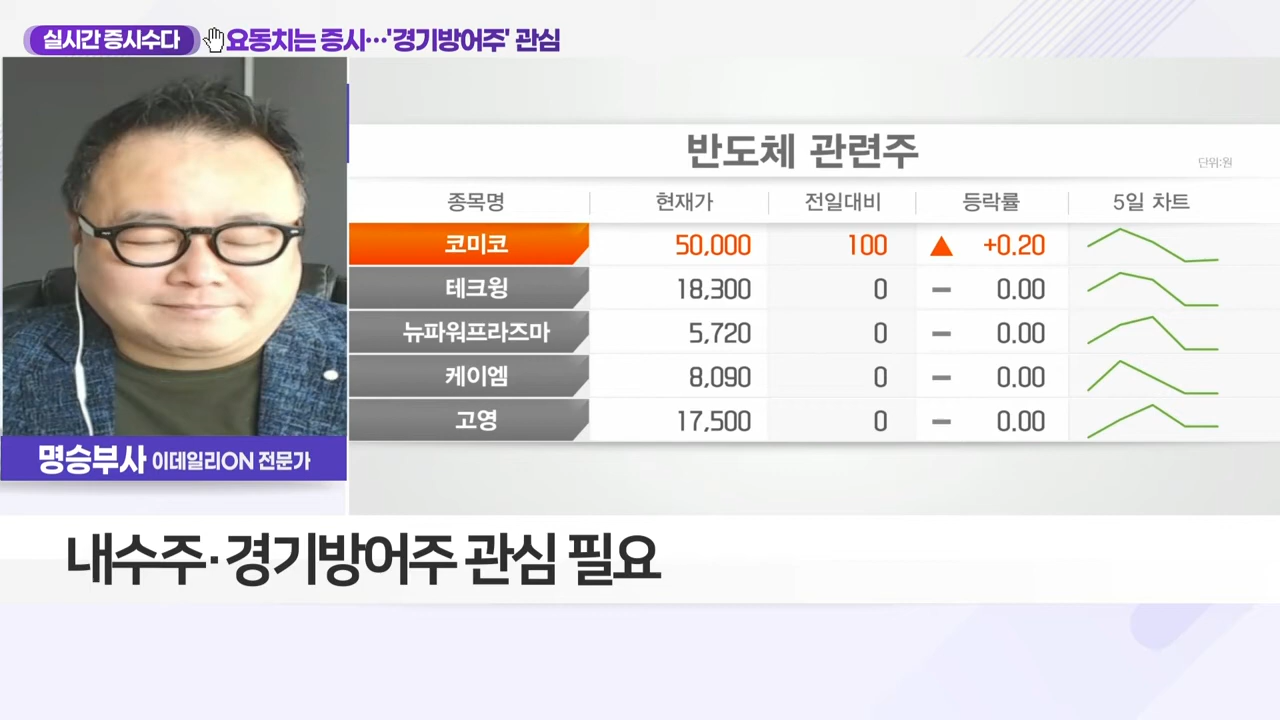 실시간 증시수다 요동치는 증시…'경기방어주' 관심
반도체 관련주
단위:원
종목명 현재가 전일대비 등락률 5일 차트
코미코 50,000 100 ▲ +0.20
테크윙 18,300 0 - 0.00
뉴파워프라즈마 5,720 0 - 0.00
케이엠 8,090 0 - 0.00
고영 17,500 0 - 0.00
명승부사 이데일리ON 전문가
내수주·경기방어주 관심 필요